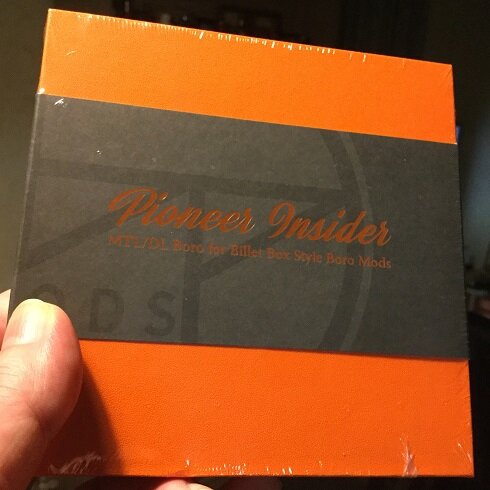 Pioneer Insider
MTL/DL Boro for Billet Box Style Boro Mods
ODS